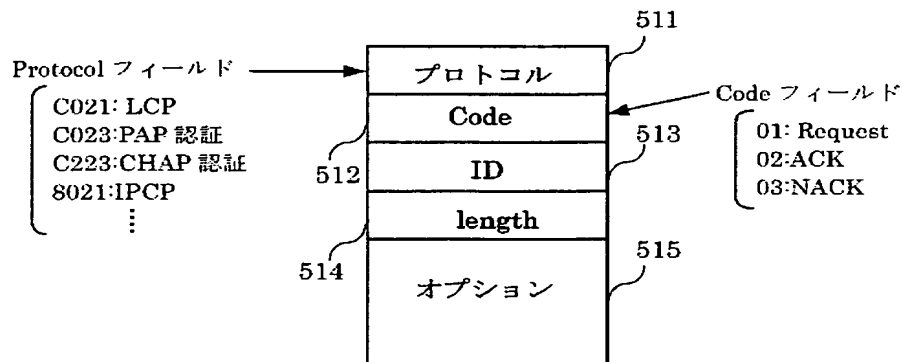 511
Protocol フィールド
プロトコル
Code フィールド
C021: LCP
C023:PAP 認証
C223:CHAP 認証
8021:IPCP
⋮
Code
01: Request
02:ACK
03:NACK
512
513
ID
length
514
515
オプション